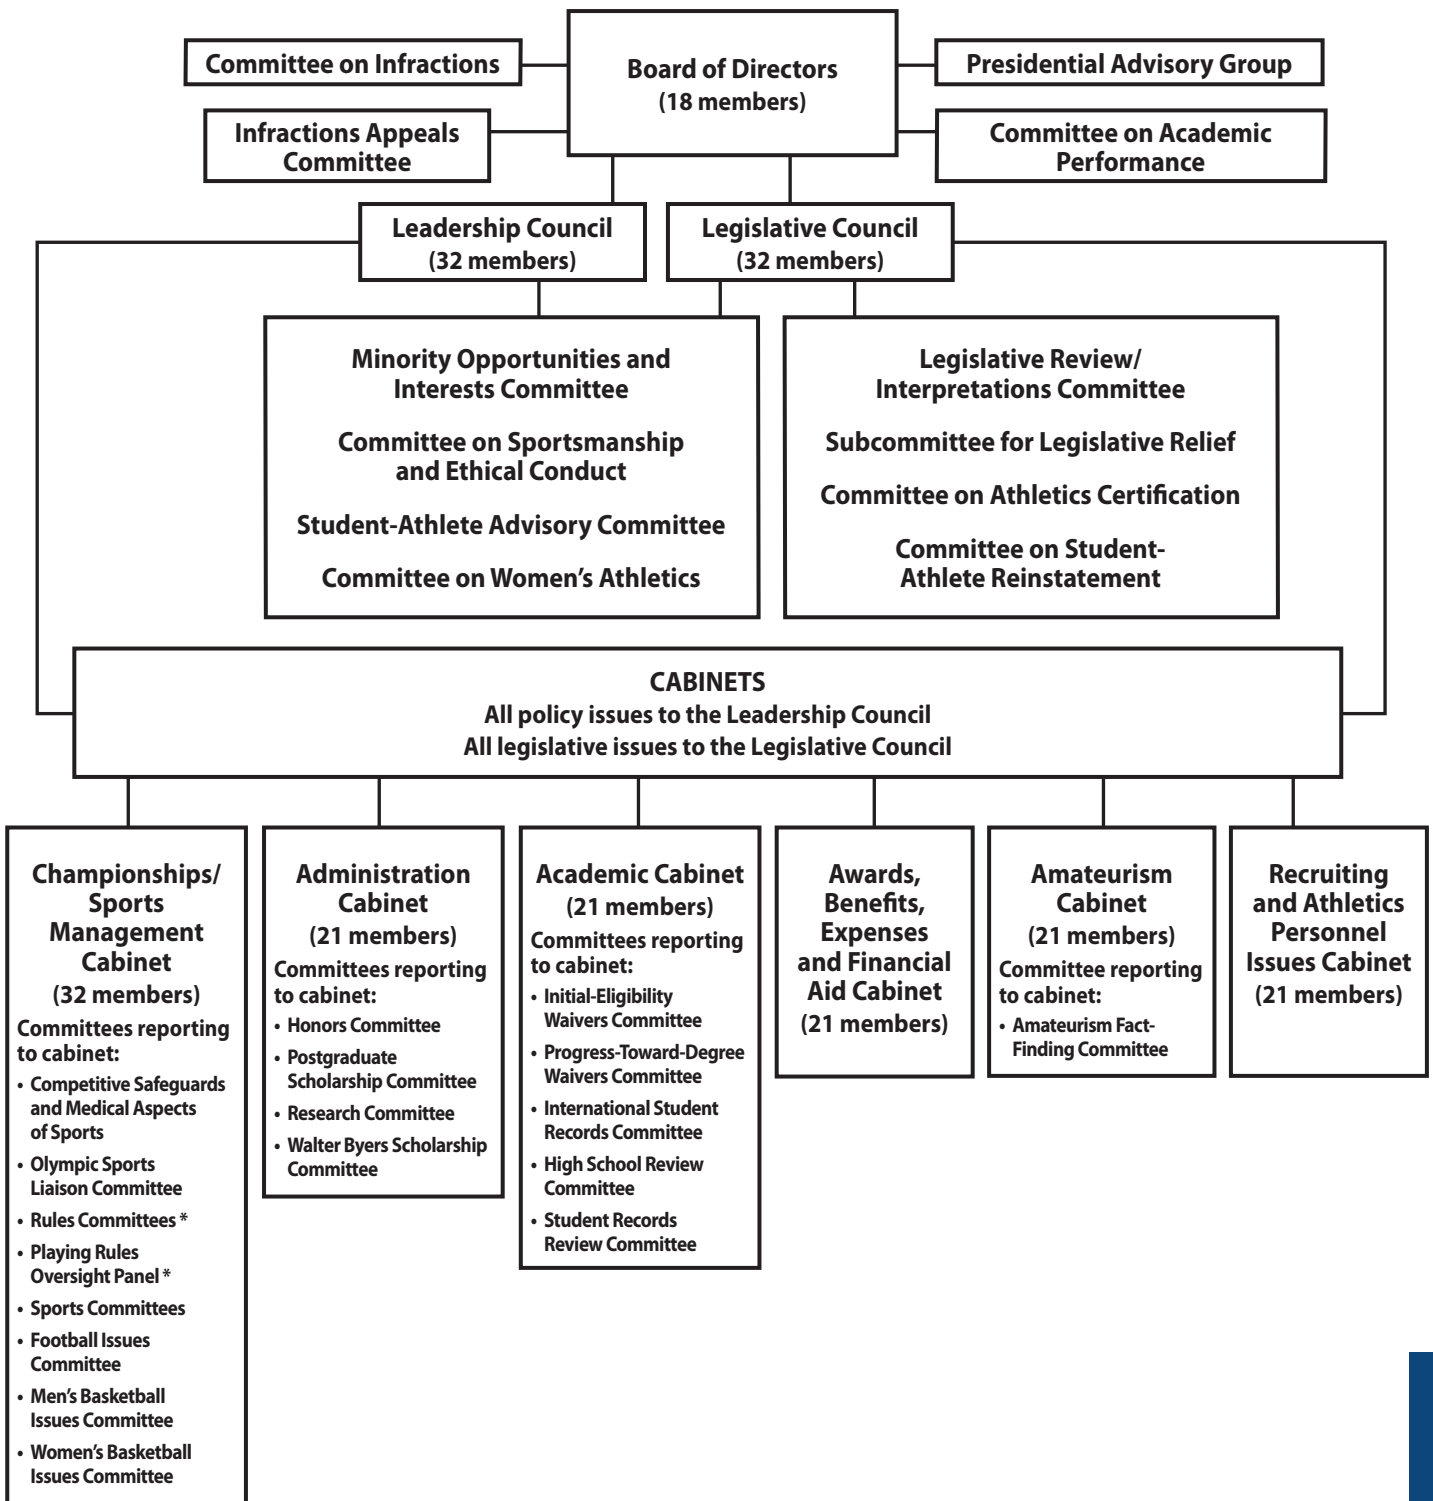 Board of Directors
(18 members)
Committee on Infractions
Presidential Advisory Group
Infractions Appeals
Committee
Committee on Academic
Performance
Leadership Council
(32 members)
Legislative Council
(32 members)
Minority Opportunities and
Interests Committee
Committee on Sportsmanship
and Ethical Conduct
Student-Athlete Advisory Committee
Committee on Women’s Athletics
Legislative Review/
Interpretations Committee
Subcommittee for Legislative Relief
Committee on Athletics Certification
Committee on Student-
Athlete Reinstatement
CABINETS
All policy issues to the Leadership Council
All legislative issues to the Legislative Council
Championships/
Sports
Management
Cabinet
(32 members)
Committees reporting
to cabinet:
• Competitive Safeguards
and Medical Aspects
of Sports
• Olympic Sports
Liaison Committee
• Rules Committees *
• Playing Rules
Oversight Panel *
• Sports Committees
• Football Issues
Committee
• Men’s Basketball
Issues Committee
• Women’s Basketball
Issues Committee
Administration
Cabinet
(21 members)
Committees reporting
to cabinet:
• Honors Committee
• Postgraduate
Scholarship Committee
• Research Committee
• Walter Byers Scholarship
Committee
Academic Cabinet
(21 members)
Committees reporting
to cabinet:
• Initial-Eligibility
Waivers Committee
• Progress-Toward-Degree
Waivers Committee
• International Student
Records Committee
• High School Review
Committee
• Student Records
Review Committee
Awards,
Benefits,
Expenses
and Financial
Aid Cabinet
(21 members)
Amateurism
Cabinet
(21 members)
Committee reporting
to cabinet:
• Amateurism Fact-
Finding Committee
Recruiting
and Athletics
Personnel
Issues Cabinet
(21 members)